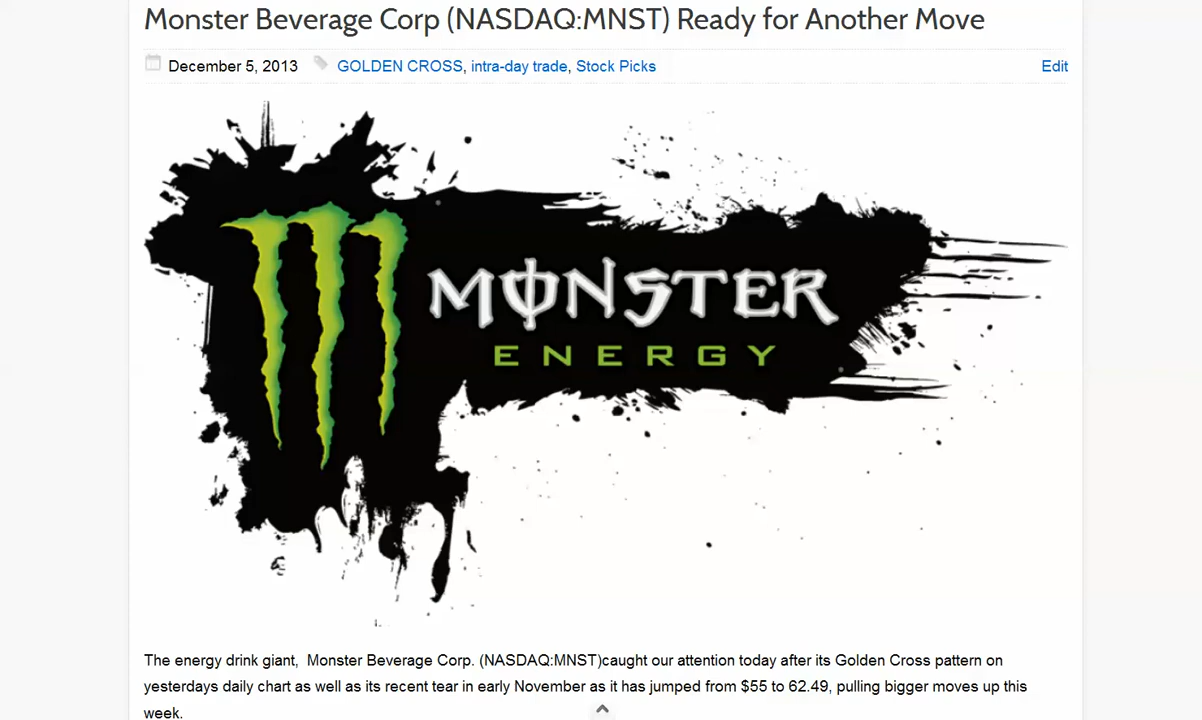 Monster Beverage Corp (NASDAQ:MNST) Ready for Another Move
December 5, 2013 GOLDEN CROSS, intra-day trade, Stock Picks Edit
MONSTER
ENERGY
The energy drink giant, Monster Beverage Corp. (NASDAQ:MNST)caught our attention today after its Golden Cross pattern on
yesterdays daily chart as well as its recent tear in early November as it has jumped from $55 to 62.49, pulling bigger moves up this
week.